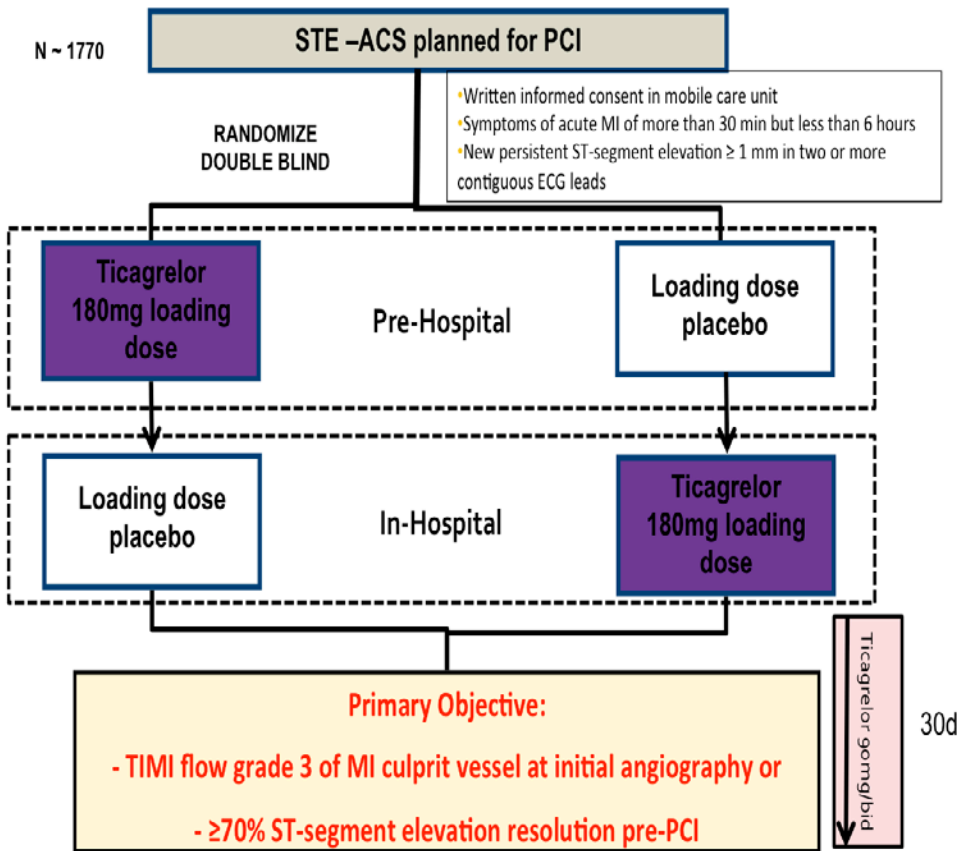 STE –ACS planned for PCI
N ~ 1770
•Written informed consent in mobile care unit
•Symptoms of acute MI of more than 30 min but less than 6 hours
•New persistent ST-segment elevation ≥ 1 mm in two or more
contiguous ECG leads
RANDOMIZE
DOUBLE BLIND
Ticagrelor
180mg loading
dose
Pre-Hospital
Loading dose
placebo
Loading dose
placebo
In-Hospital
Ticagrelor
180mg loading
dose
Primary Objective:
- TIMI flow grade 3 of MI culprit vessel at initial angiography or
- ≥70% ST-segment elevation resolution pre-PCI
Ticagrelor 90mg/bid
30d